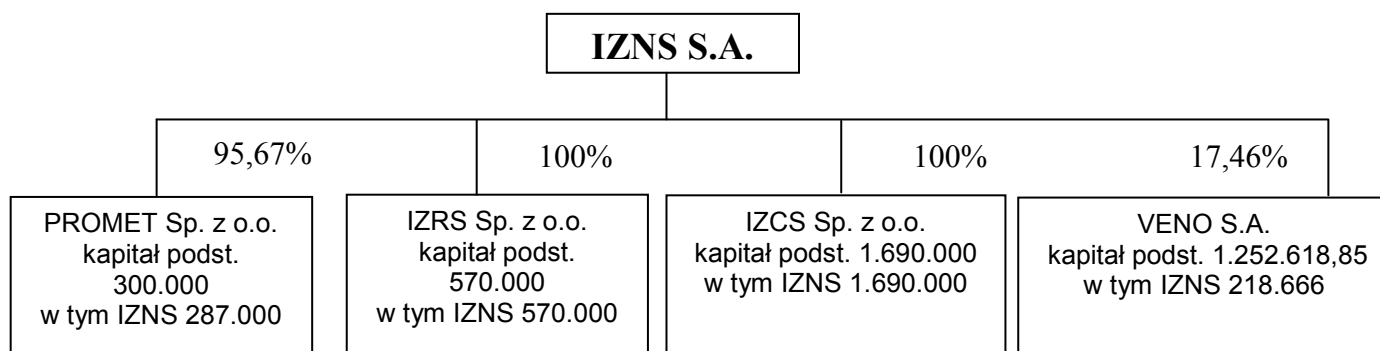 IZNS S.A.
95,67%
100%
100%
17,46%
PROMET Sp. z o.o.
kapitał podst.
300.000
w tym IZNS 287.000
IZRS Sp. z o.o.
kapitał podst.
570.000
w tym IZNS 570.000
IZCS Sp. z o.o.
kapitał podst. 1.690.000
w tym IZNS 1.690.000
VENO S.A.
kapitał podst. 1.252.618,85
w tym IZNS 218.666